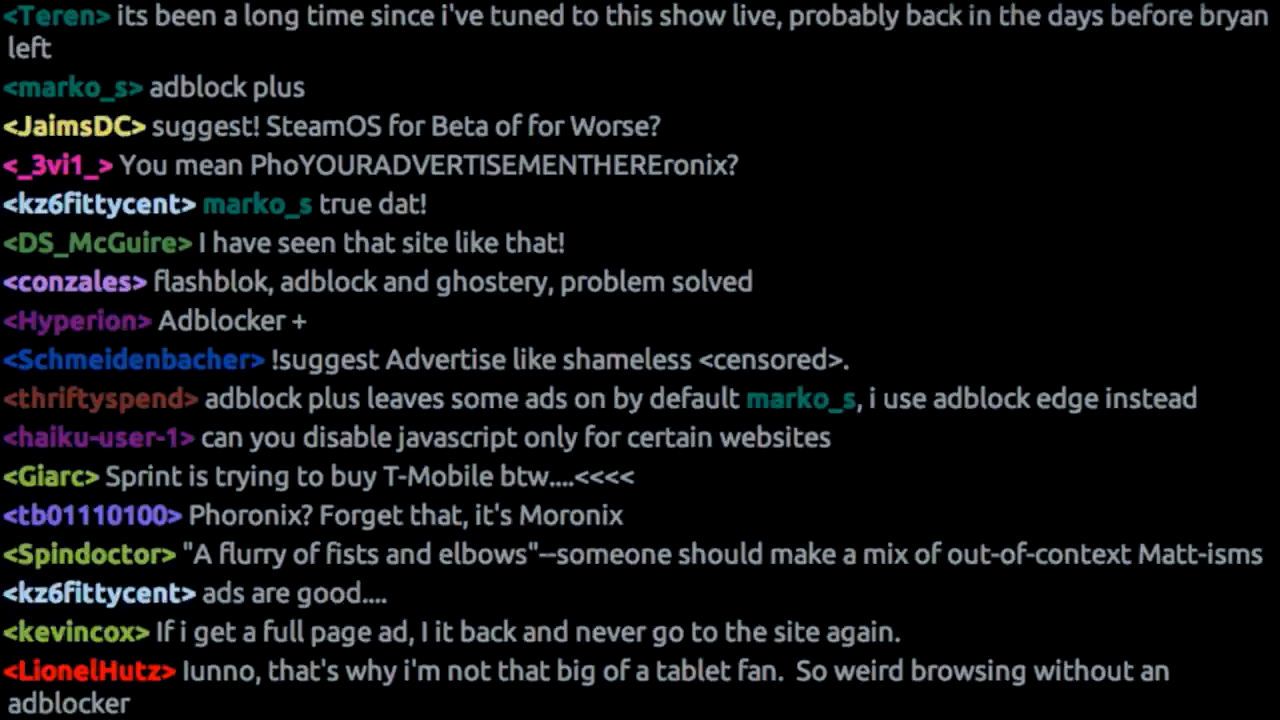 <Teren> its been a long time since i've tuned to this show live, probably back in the days before bryan
left
<marko_s> adblock plus
<JaimsDC> suggest! SteamOS for Beta of for Worse?
<_3vi1_> You mean PhoYOURADVERTISEMENTHEREronix?
<kz6fittycent> marko_s true dat!
<DS_McGuire> I have seen that site like that!
<conzales> flashblok, adblock and ghostery, problem solved
<Hyperion> Adblocker +
<Schmeidenbacher> !suggest Advertise like shameless <censored>.
<thriftyspend> adblock plus leaves some ads on by default marko_s, i use adblock edge instead
<haiku-user-1> can you disable javascript only for certain websites
<Giarc> Sprint is trying to buy T-Mobile btw....<<<<
<tb01110100> Phoronix? Forget that, it's Moronix
<Spindoctor> "A flurry of fists and elbows"--someone should make a mix of out-of-context Matt-isms
<kz6fittycent> ads are good....
<kevincox> If i get a full page ad, I it back and never go to the site again.
<LionelHutz> Iunno, that's why i'm not that big of a tablet fan.  So weird browsing without an
adblocker